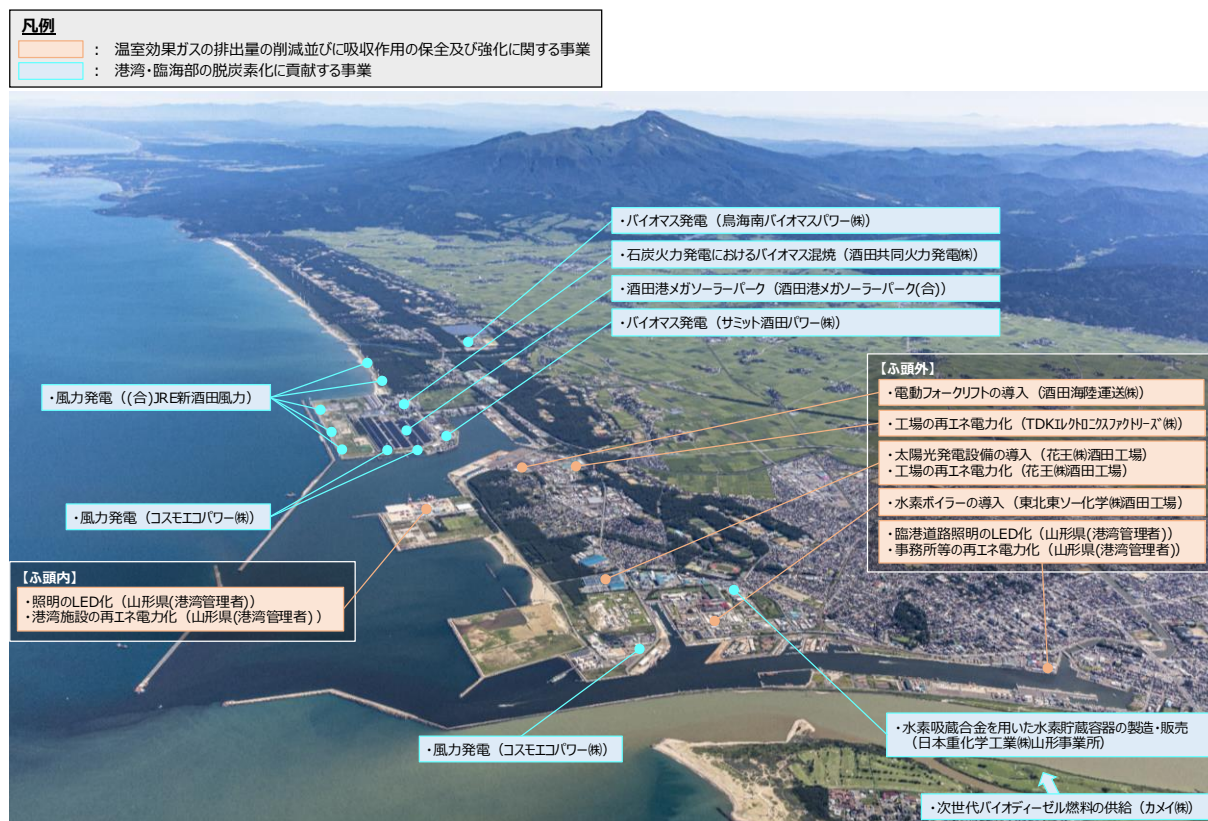 凡例
： 温室効果ガスの排出量の削減並びに吸収作用の保全及び強化に関する事業
： 港湾・臨海部の脱炭素化に貢献する事業
・バイオマス発電（鳥海南バイオマスパワー㈱）
・石炭火力発電におけるバイオマス混焼（酒田共同火力発電㈱）
・酒田港メガソーラーパーク（酒田港メガソーラーパーク(合)）
・バイオマス発電（サミット酒田パワー㈱）
・風力発電（(合)JRE新酒田風力）
・風力発電（コスモエコパワー㈱）
【ふ頭内】
・照明のLED化（山形県(港湾管理者)）
・港湾施設の再エネ電力化（山形県(港湾管理者) ）
【ふ頭外】
・電動フォークリフトの導入（酒田海陸運送㈱）
・工場の再エネ電力化（TDKｴﾚｸﾄﾛﾆｸｽﾌｧｸﾄﾘｰｽﾞ㈱）
・太陽光発電設備の導入（花王㈱酒田工場）
・工場の再エネ電力化（花王㈱酒田工場）
・水素ボイラーの導入（東北東ソー化学㈱酒田工場）
・臨港道路照明のLED化（山形県(港湾管理者)）
・事務所等の再エネ電力化（山形県(港湾管理者)）
・風力発電（コスモエコパワー㈱）
・水素吸蔵合金を用いた水素貯蔵容器の製造・販売
（日本重化学工業㈱山形事業所）
・次世代バイオディーゼル燃料の供給（カメイ㈱）